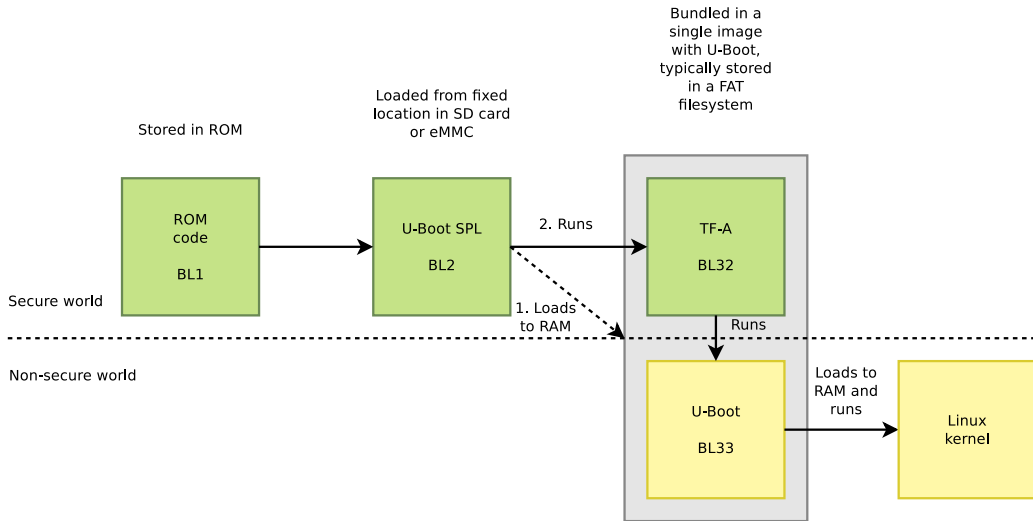 Bundled in a
single image
with U-Boot,
typically stored
in a FAT
filesystem
Loaded from fixed
location in SD card
or eMMC
Stored in ROM
ROM
code
BL1
U-Boot SPL
BL2
2. Runs
TF-A
BL32
1. Loads
to RAM
Runs
Secure world
Non-secure world
U-Boot
BL33
Loads to
RAM and
runs
Linux
kernel